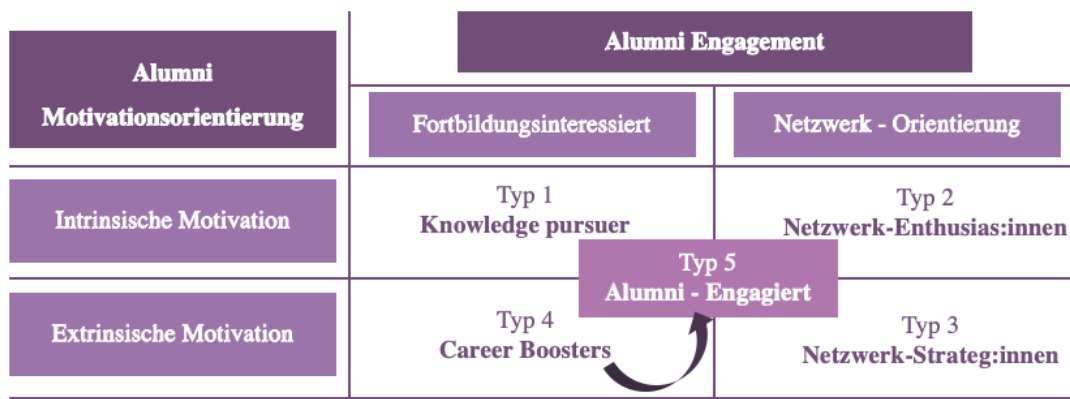 Alumni Engagement
Alumni
Motivationsorientierung
Fortbildungsinteressiert
Netzwerk - Orientierung
Intrinsische Motivation
Typ 1
Knowledge pursuer
Typ 2
Netzwerk-Enthusias:innen
Typ 5
Alumni - Engagiert
Extrinsische Motivation
Typ 4
Career Boosters
Typ 3
Netzwerk-Strateg:innen